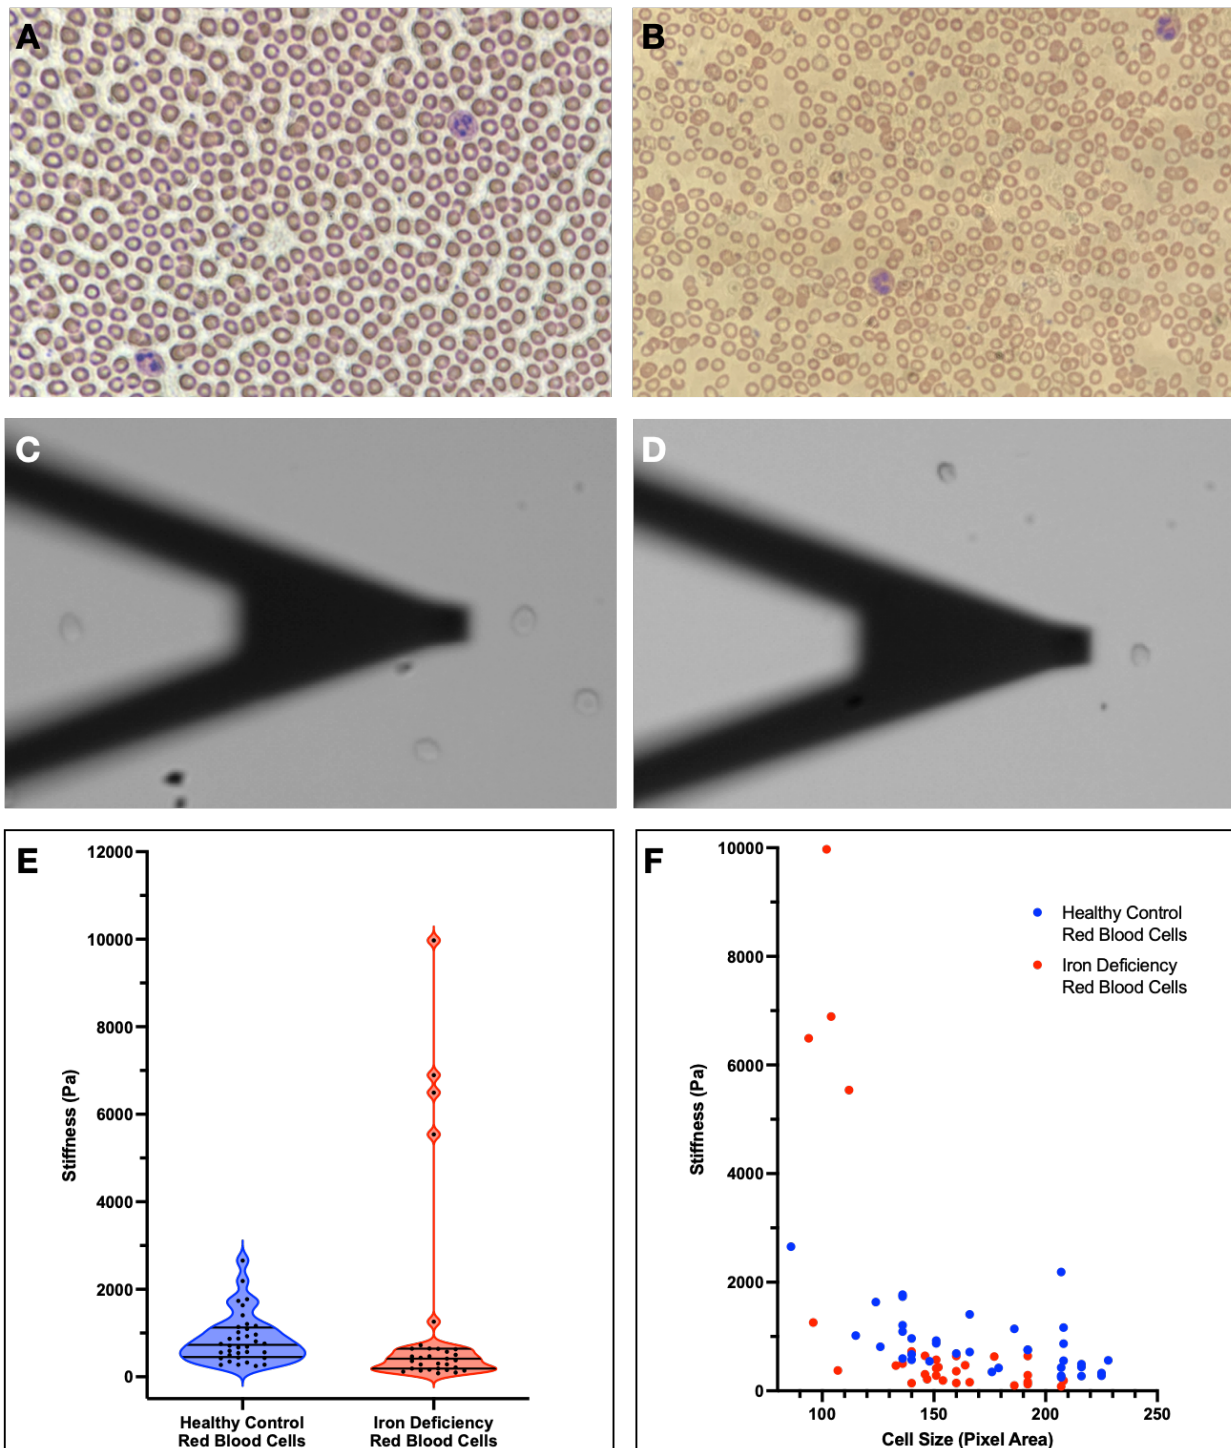 A
B
C
D
E
12000
10000
8000
6000
4000
2000
0
Stiffness (Pa)
Healthy Control
Red Blood Cells
Iron Deficiency
Red Blood Cells
F
10000
8000
6000
4000
2000
0
Stiffness (Pa)
Healthy Control
Red Blood Cells
Iron Deficiency
Red Blood Cells
100
150
200
250
Cell Size (Pixel Area)